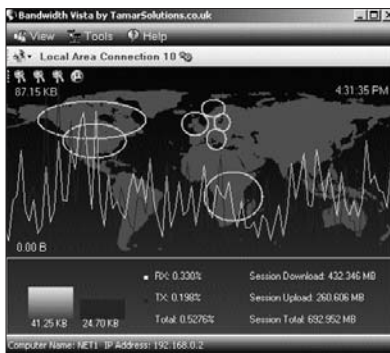 Bandwidth Vista by TamarSolutions.co.uk
View Tools Help
Local Area Connection 10
87.15 KB 4:31:35 PM
0.00 B
RX: 0.330% Session Download: 432.346 MB
TX: 0.198% Session Upload: 260.606 MB
Total: 0.5276% Session Total: 692.952 MB
41.25 KB 24.70 KB
Computer Name: NET1 IP Address: 192.168.0.2